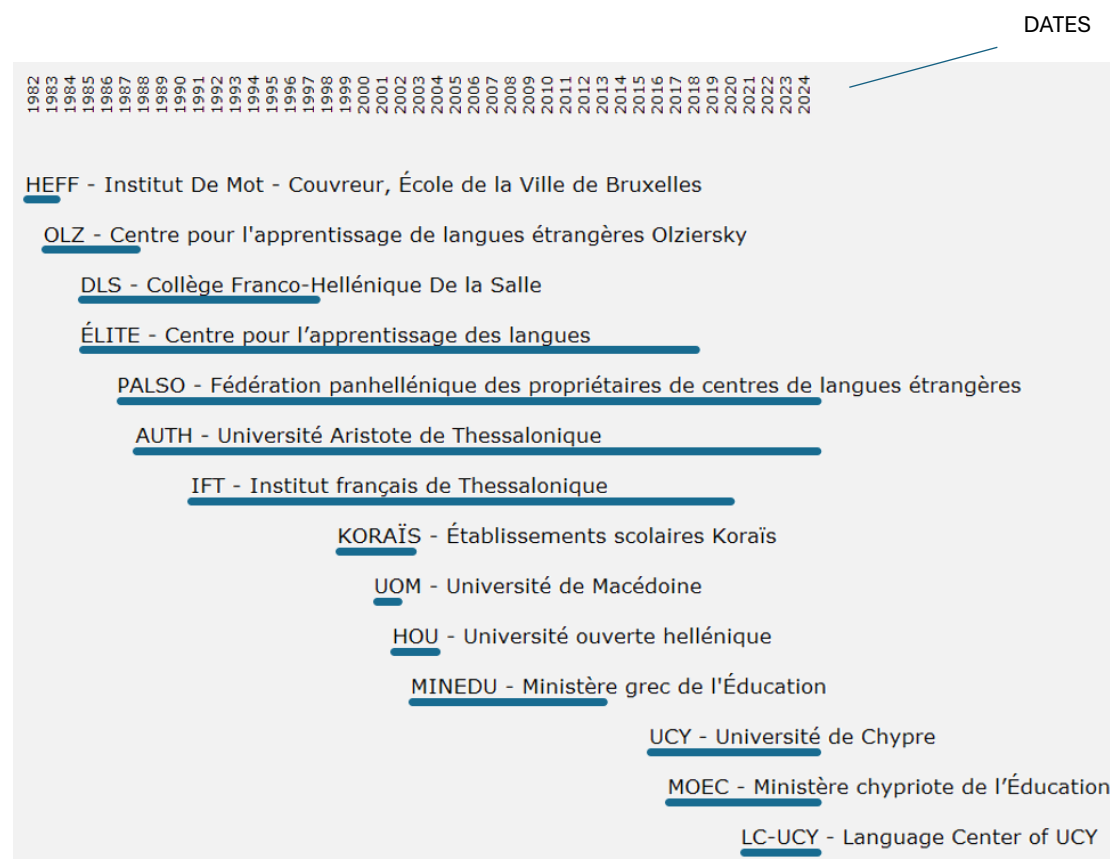 DATES
1982 1983 1984 1985 1986 1987 1988 1989 1990 1991 1992 1993 1994 1995 1996 1997 1998 1999 2000 2001 2002 2003 2004 2005 2006 2007 2008 2009 2010 2011 2012 2013 2014 2015 2016 2017 2018 2019 2020 2021 2022 2023 2024
HEFF - Institut De Mot - Couvreur, École de la Ville de Bruxelles
OLZ - Centre pour l'apprentissage de langues étrangères Olziersky
DLS - Collège Franco-Hellénique De la Salle
ÉLITE - Centre pour l’apprentissage des langues
PALSO - Fédération panhellénique des propriétaires de centres de langues étrangères
AUTH - Université Aristote de Thessalonique
IFT - Institut français de Thessalonique
KORAÏS - Établissements scolaires Koraïs
UOM - Université de Macédoine
HOU - Université ouverte hellénique
MINEDU - Ministère grec de l'Éducation
UCY - Université de Chypre
MOEC - Ministère chypriote de l’Éducation
LC-UCY - Language Center of UCY